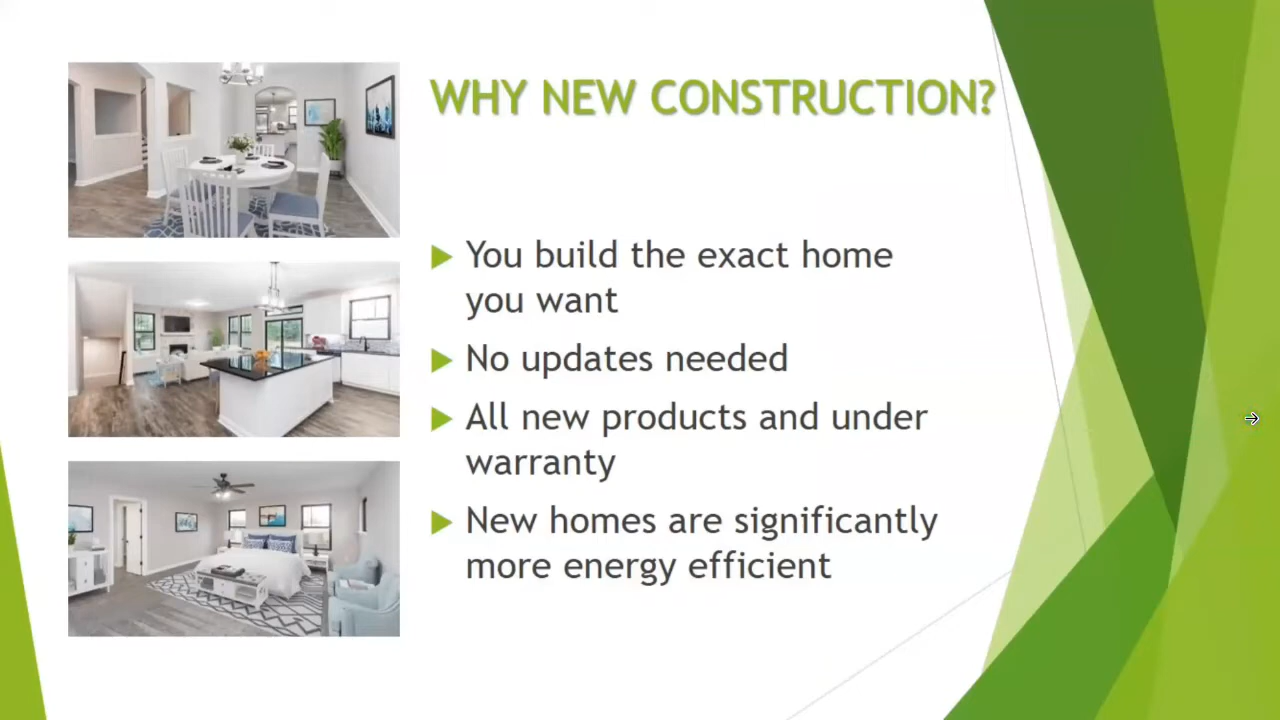 WHY NEW CONSTRUCTION?
You build the exact home
you want
No updates needed
All new products and under
warranty
New homes are significantly
more energy efficient